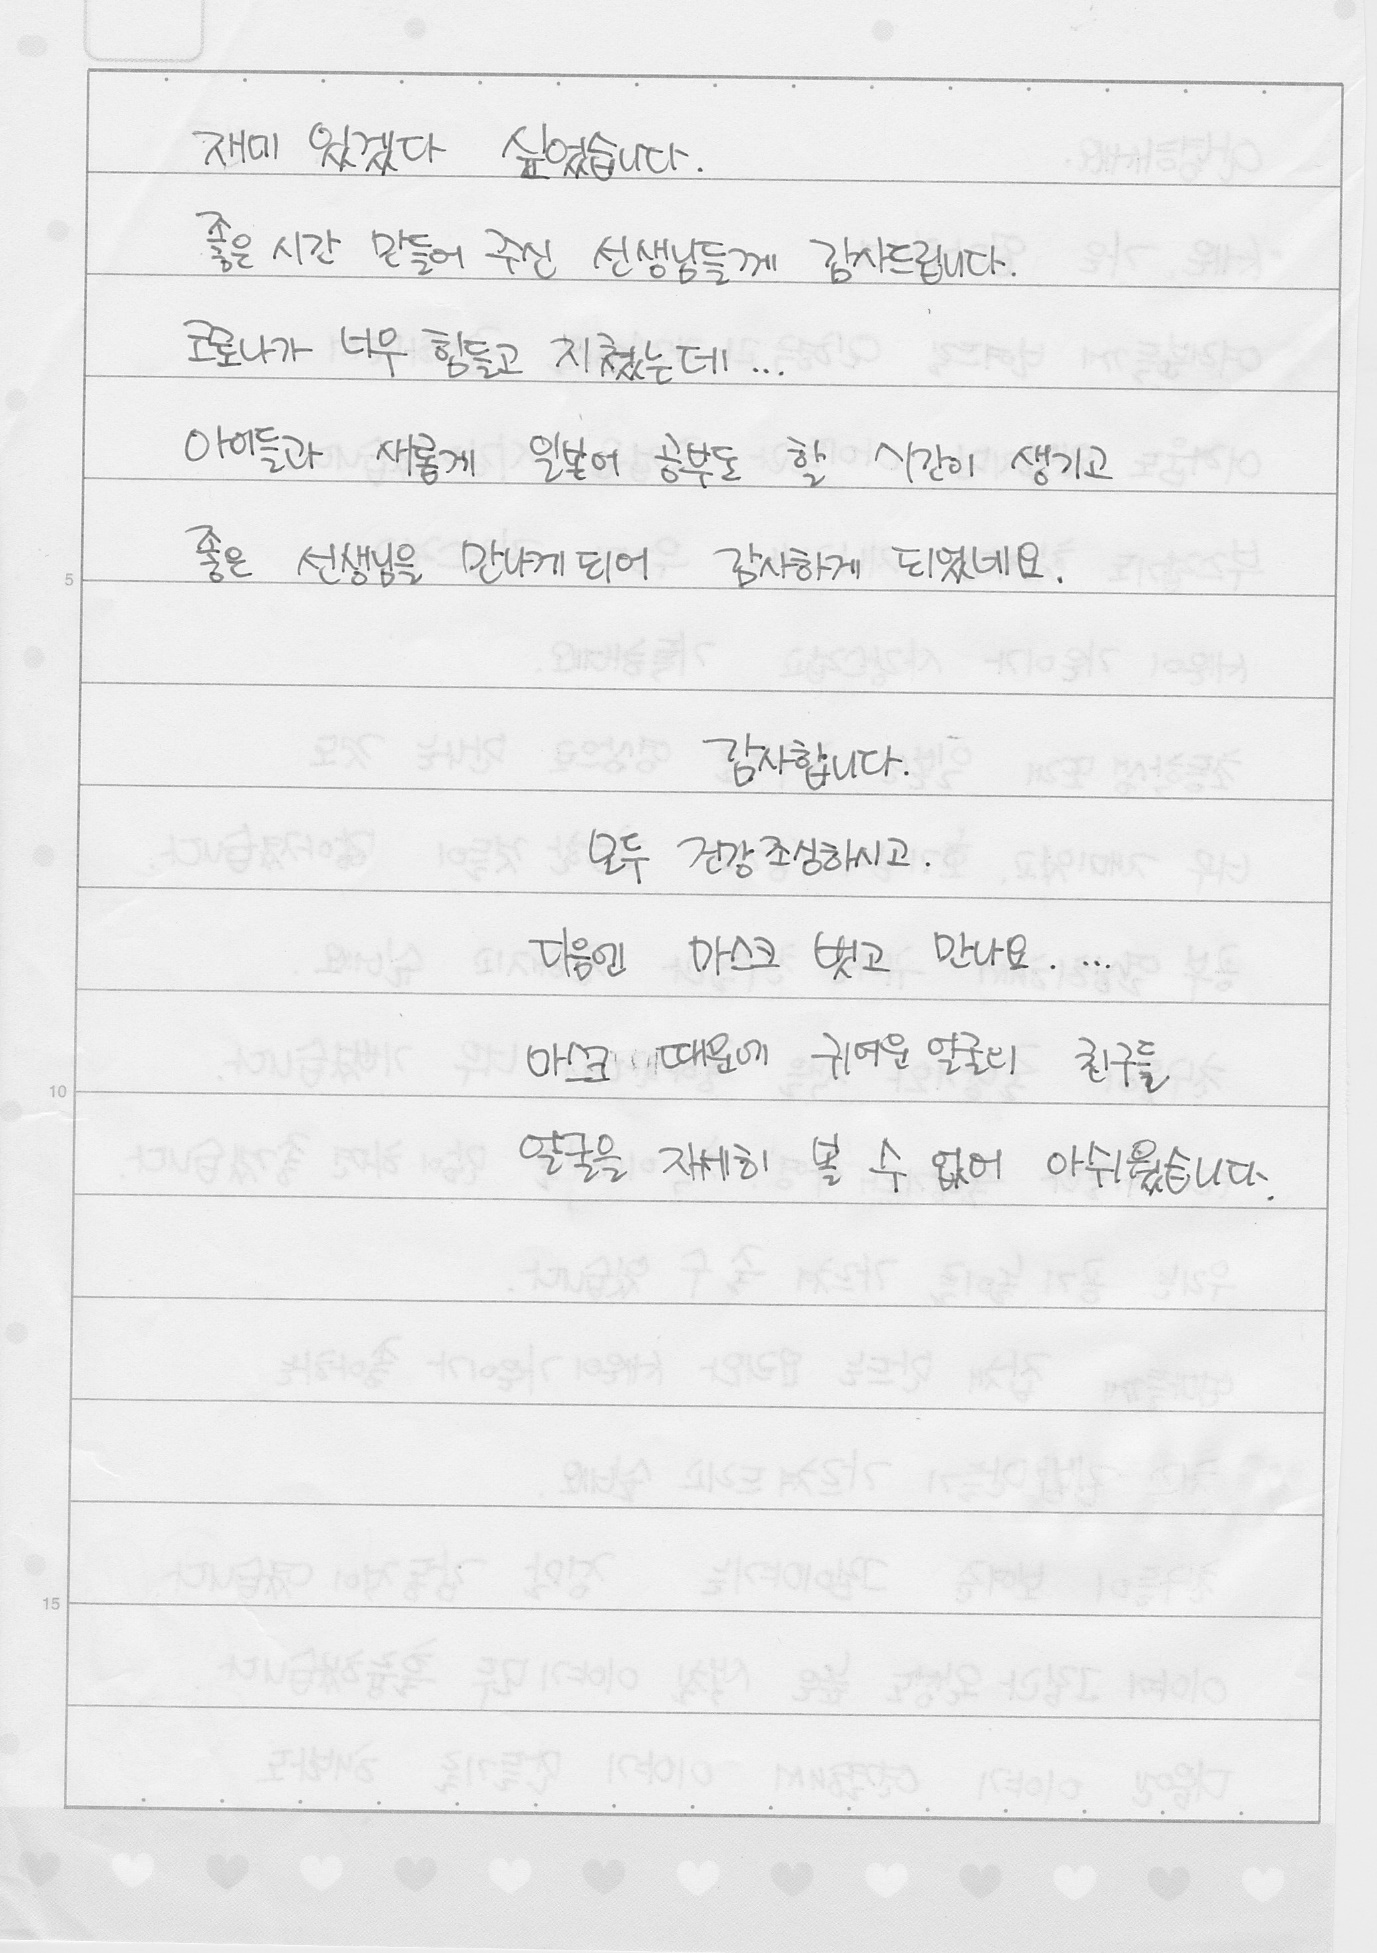 재미 있겠다 싶었습니다.
좋은 시간 만들어 주신 선생님들께 감사드립니다.
코로나가 너무 힘들고 지쳤는데...
아이들과 새롭게 일본어 공부도 할 시간이 생기고
5
좋은 선생님을 만나게 되어 감사하게 되였네요.
감사합니다.
모두 건강 조심하시고.
다음엔 마스크 벗고 만나요. ...
10
마스크 때문에 귀여운 얼굴의 친구들
얼굴을 자세히 볼 수 없어 아쉬웠습니다.
15